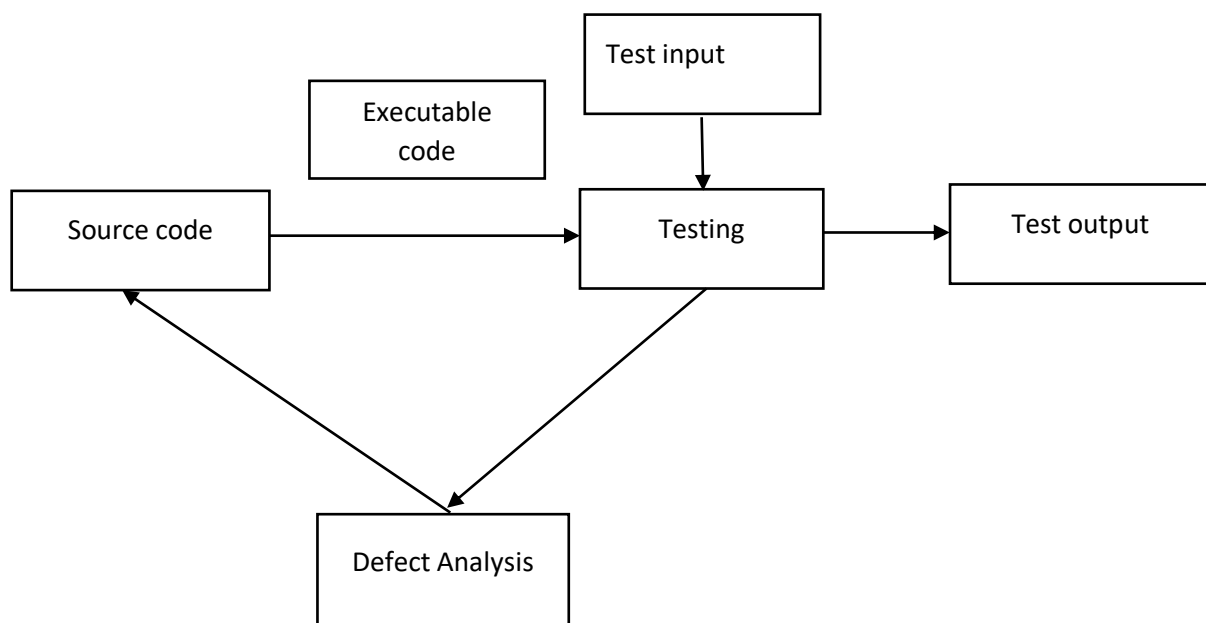 Test input
Executable
code
Source code
Testing
Test output
Defect Analysis